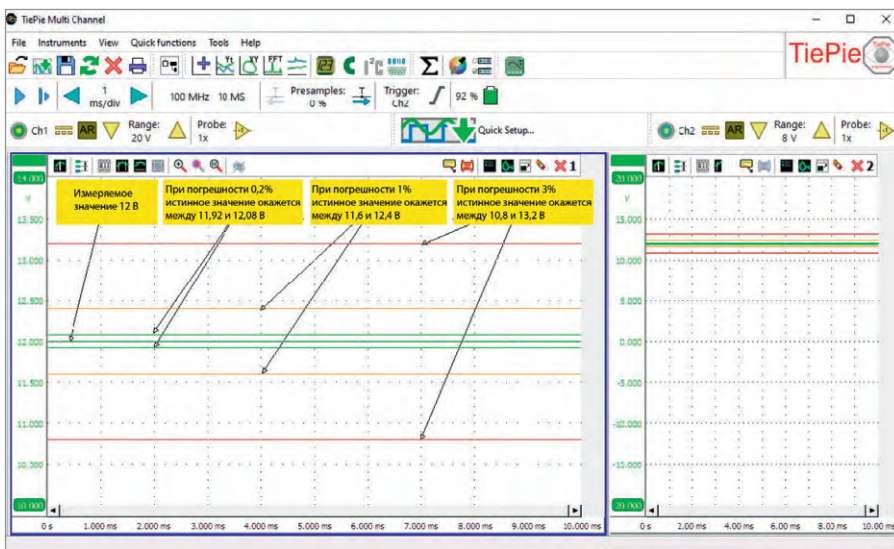 TiePie Multi Channel
File Instruments View Quick functions Tools Help
TiePie
1
ms/div
100 MHz 10 MS
Presamples:
0 %
Trigger:
Ch2
92 %
Ch1
AR
Range:
20 V
Probe:
1x
Quick Setup...
Ch2
AR
Range:
8 V
Probe:
1x
1
2
Измеряемое
значение 12 В
При погрешности 0,2%
истинное значение окажется
между 11,92 и 12,08 В
При погрешности 1%
истинное значение окажется
между 11,6 и 12,4 В
При погрешности 3%
истинное значение окажется
между 10,8 и 13,2 В
14.000
V
13.500
13.000
12.500
12.000
11.500
11.000
10.500
10.000
0 s 1.000 ms 2.000 ms 3.000 ms 4.000 ms 5.000 ms 6.000 ms 7.000 ms 8.000 ms 9.000 ms 10.000 ms
20.000
V
15.000
10.000
5.000
0.000
-5.000
-10.000
-15.000
-20.000
0 s 2.00 ms 4.00 ms 6.00 ms 8.00 ms 10.00 ms